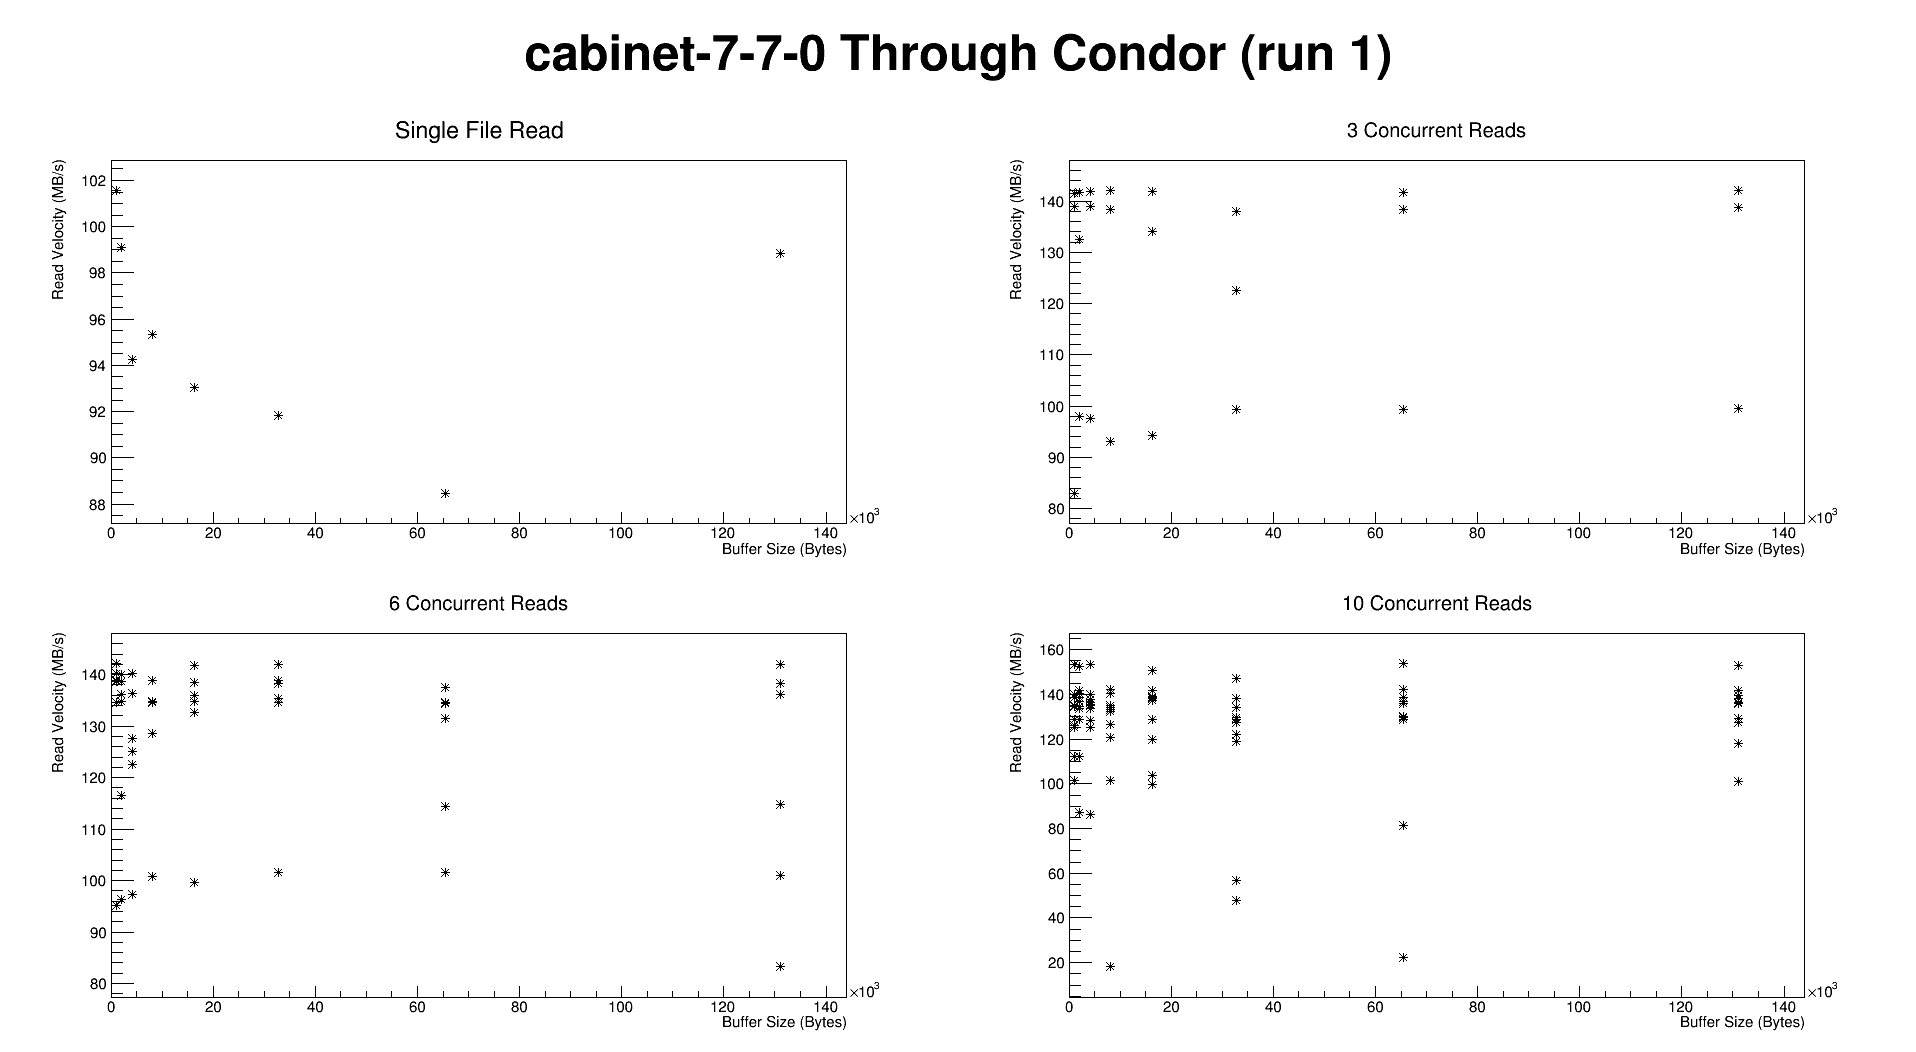 cabinet-7-7-0 Through Condor (run 1)
Single File Read
Read Velocity (MB/s)
102
100
98
96
94
92
90
88
0 20 40 60 80 100 120 140
×10³
Buffer Size (Bytes)
3 Concurrent Reads
Read Velocity (MB/s)
140
130
120
110
100
90
80
0 20 40 60 80 100 120 140
×10³
Buffer Size (Bytes)
6 Concurrent Reads
Read Velocity (MB/s)
140
130
120
110
100
90
80
0 20 40 60 80 100 120 140
×10³
Buffer Size (Bytes)
10 Concurrent Reads
Read Velocity (MB/s)
160
140
120
100
80
60
40
20
0 20 40 60 80 100 120 140
×10³
Buffer Size (Bytes)